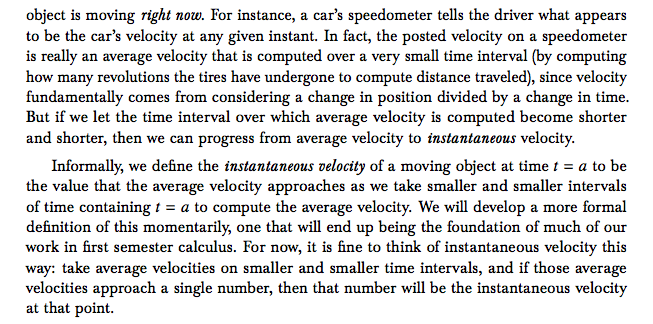 object is moving right now. For instance, a car’s speedometer tells the driver what appears
to be the car’s velocity at any given instant. In fact, the posted velocity on a speedometer
is really an average velocity that is computed over a very small time interval (by computing
how many revolutions the tires have undergone to compute distance traveled), since velocity
fundamentally comes from considering a change in position divided by a change in time.
But if we let the time interval over which average velocity is computed become shorter
and shorter, then we can progress from average velocity to instantaneous velocity.
Informally, we define the instantaneous velocity of a moving object at time t = a to be
the value that the average velocity approaches as we take smaller and smaller intervals
of time containing t = a to compute the average velocity. We will develop a more formal
definition of this momentarily, one that will end up being the foundation of much of our
work in first semester calculus. For now, it is fine to think of instantaneous velocity this
way: take average velocities on smaller and smaller time intervals, and if those average
velocities approach a single number, then that number will be the instantaneous velocity
at that point.